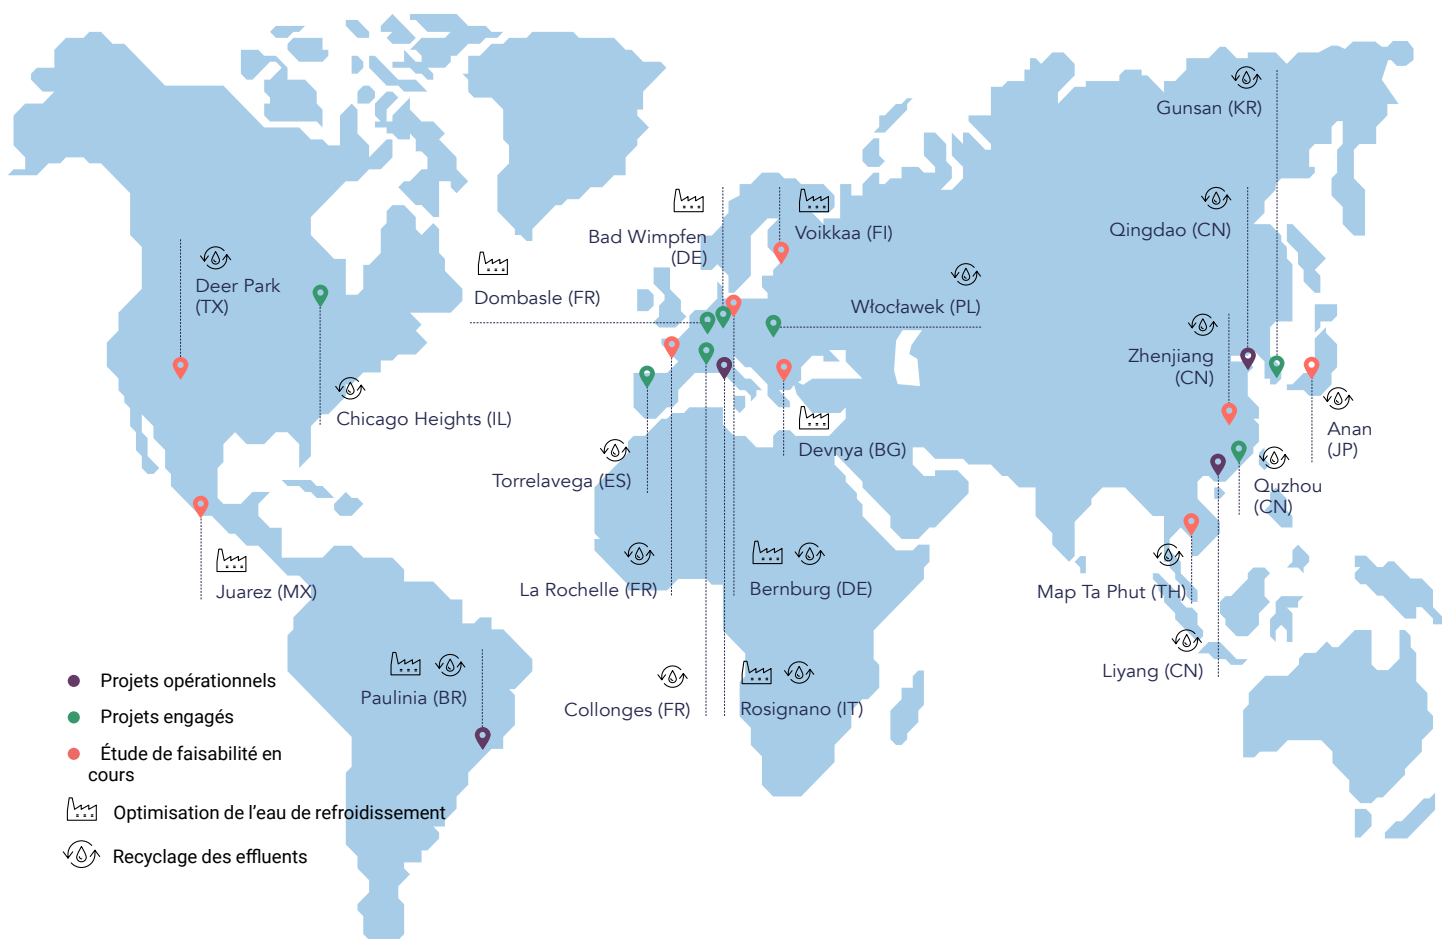 Gunsan (KR)
Qingdao (CN)
Bad Wimpfen
(DE)
Voikkaa (FI)
Deer Park
(TX)
Dombasle (FR)
Włocławek (PL)
Zhenjiang
(CN)
Chicago Heights (IL)
Anan
(JP)
Devnya (BG)
Torrelavega (ES)
Quzhou
(CN)
Juarez (MX)
La Rochelle (FR)
Bernburg (DE)
Map Ta Phut (TH)
Liyang (CN)
Paulinia (BR)
Collonges (FR)
Rosignano (IT)
Projets opérationnels
Projets engagés
Étude de faisabilité en
cours
Optimisation de l’eau de refroidissement
Recyclage des effluents